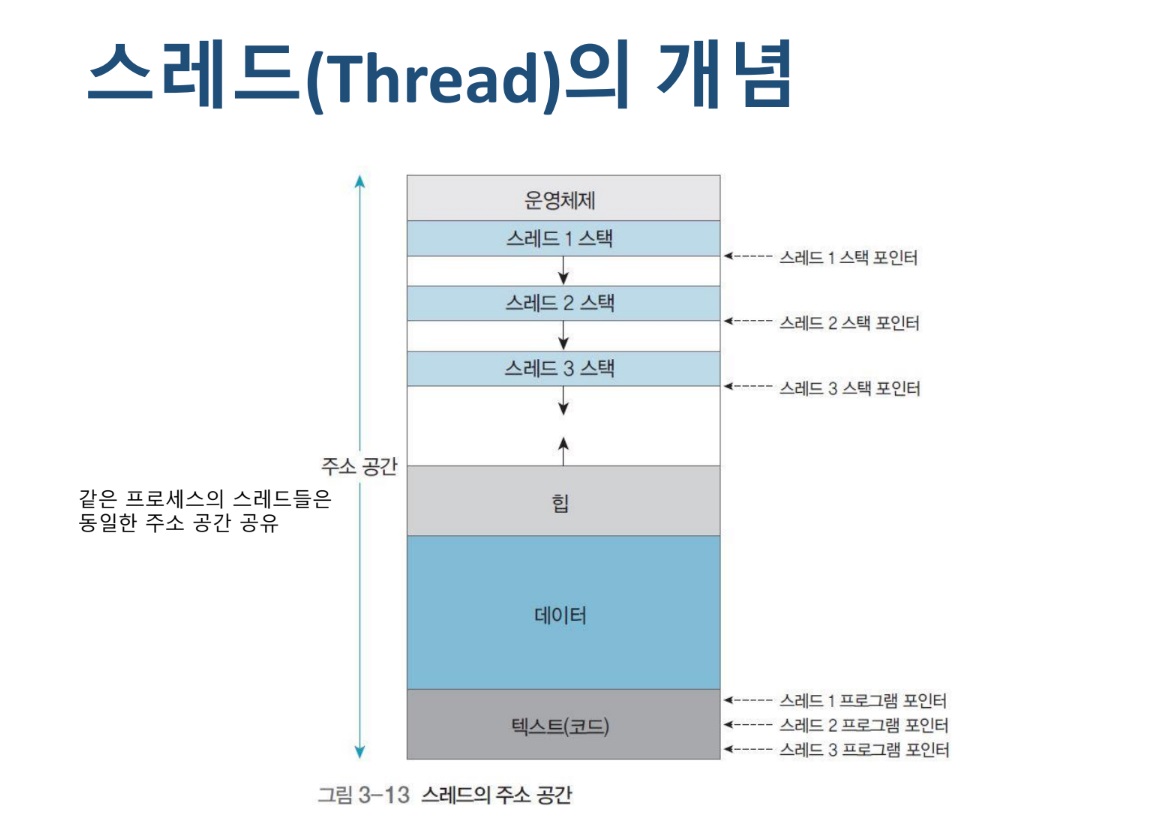 스레드(Thread)의 개념
운영체제
스레드 1 스택
스레드 1 스택 포인터
스레드 2 스택
스레드 2 스택 포인터
스레드 3 스택
스레드 3 스택 포인터
주소 공간
같은 프로세스의 스레드들은
동일한 주소 공간 공유
힙
데이터
텍스트(코드)
스레드 1 프로그램 포인터
스레드 2 프로그램 포인터
스레드 3 프로그램 포인터
그림 3-13 스레드의 주소 공간